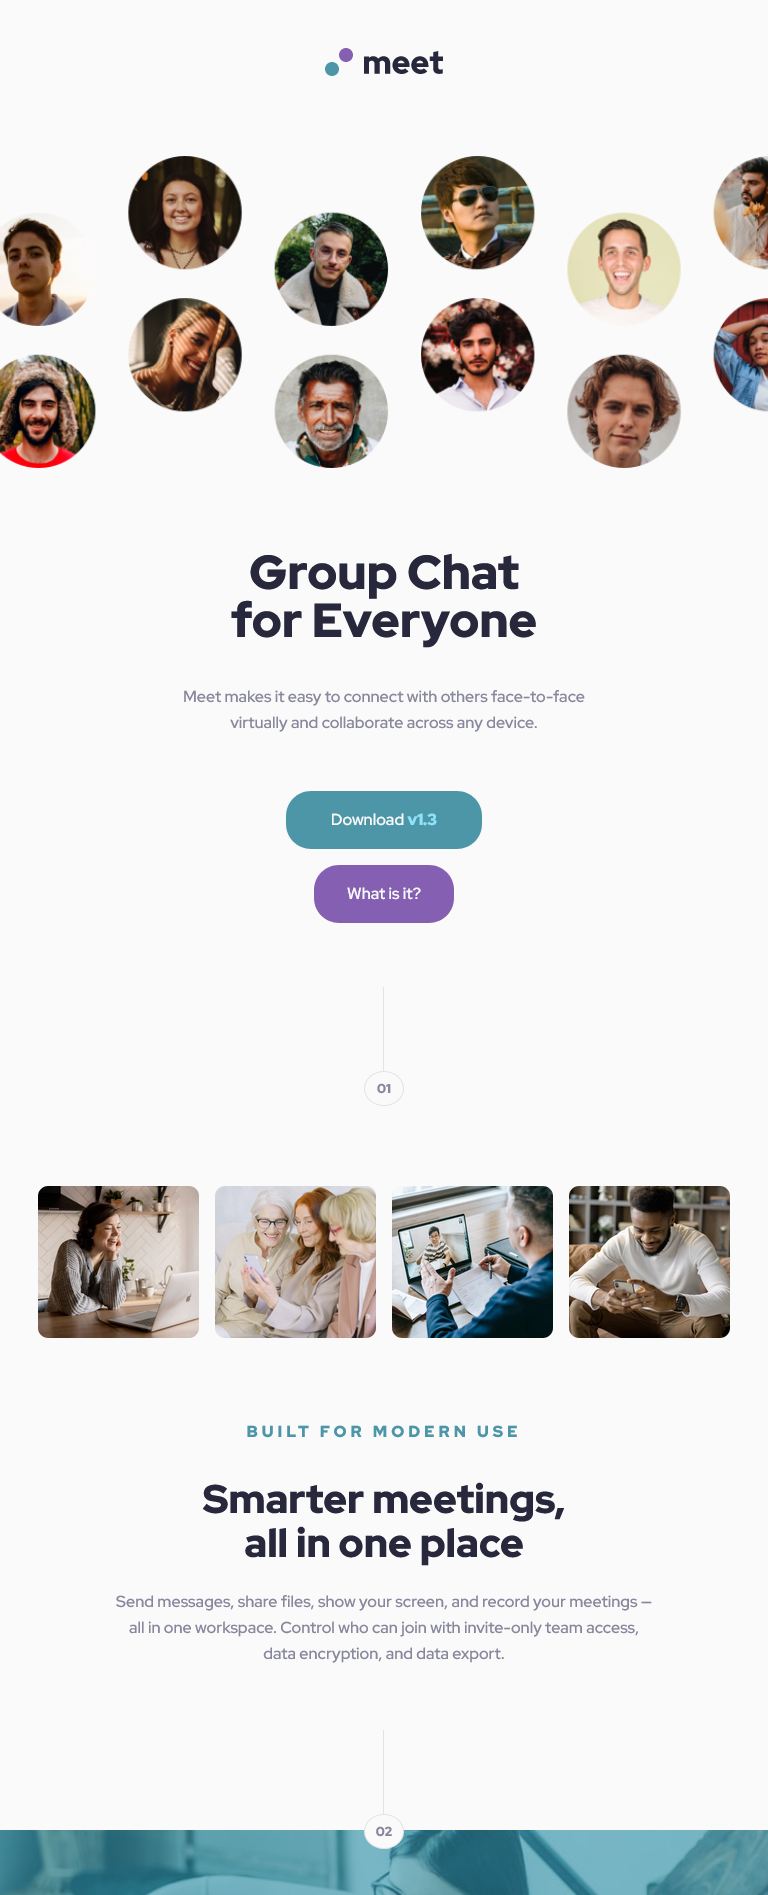 meet
Group Chat
for Everyone
Meet makes it easy to connect with others face-to-face
virtually and collaborate across any device.
Download v1.3
What is it?
01
BUILT FOR MODERN USE
Smarter meetings,
all in one place
Send messages, share files, show your screen, and record your meetings —
all in one workspace. Control who can join with invite-only team access,
data encryption, and data export.
02